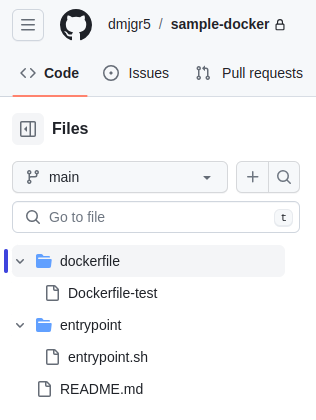 dmjgr5 / sample-docker
Code Issues Pull requests
Files
main
Go to file t
dockerfile
Dockerfile-test
entrypoint
entrypoint.sh
README.md